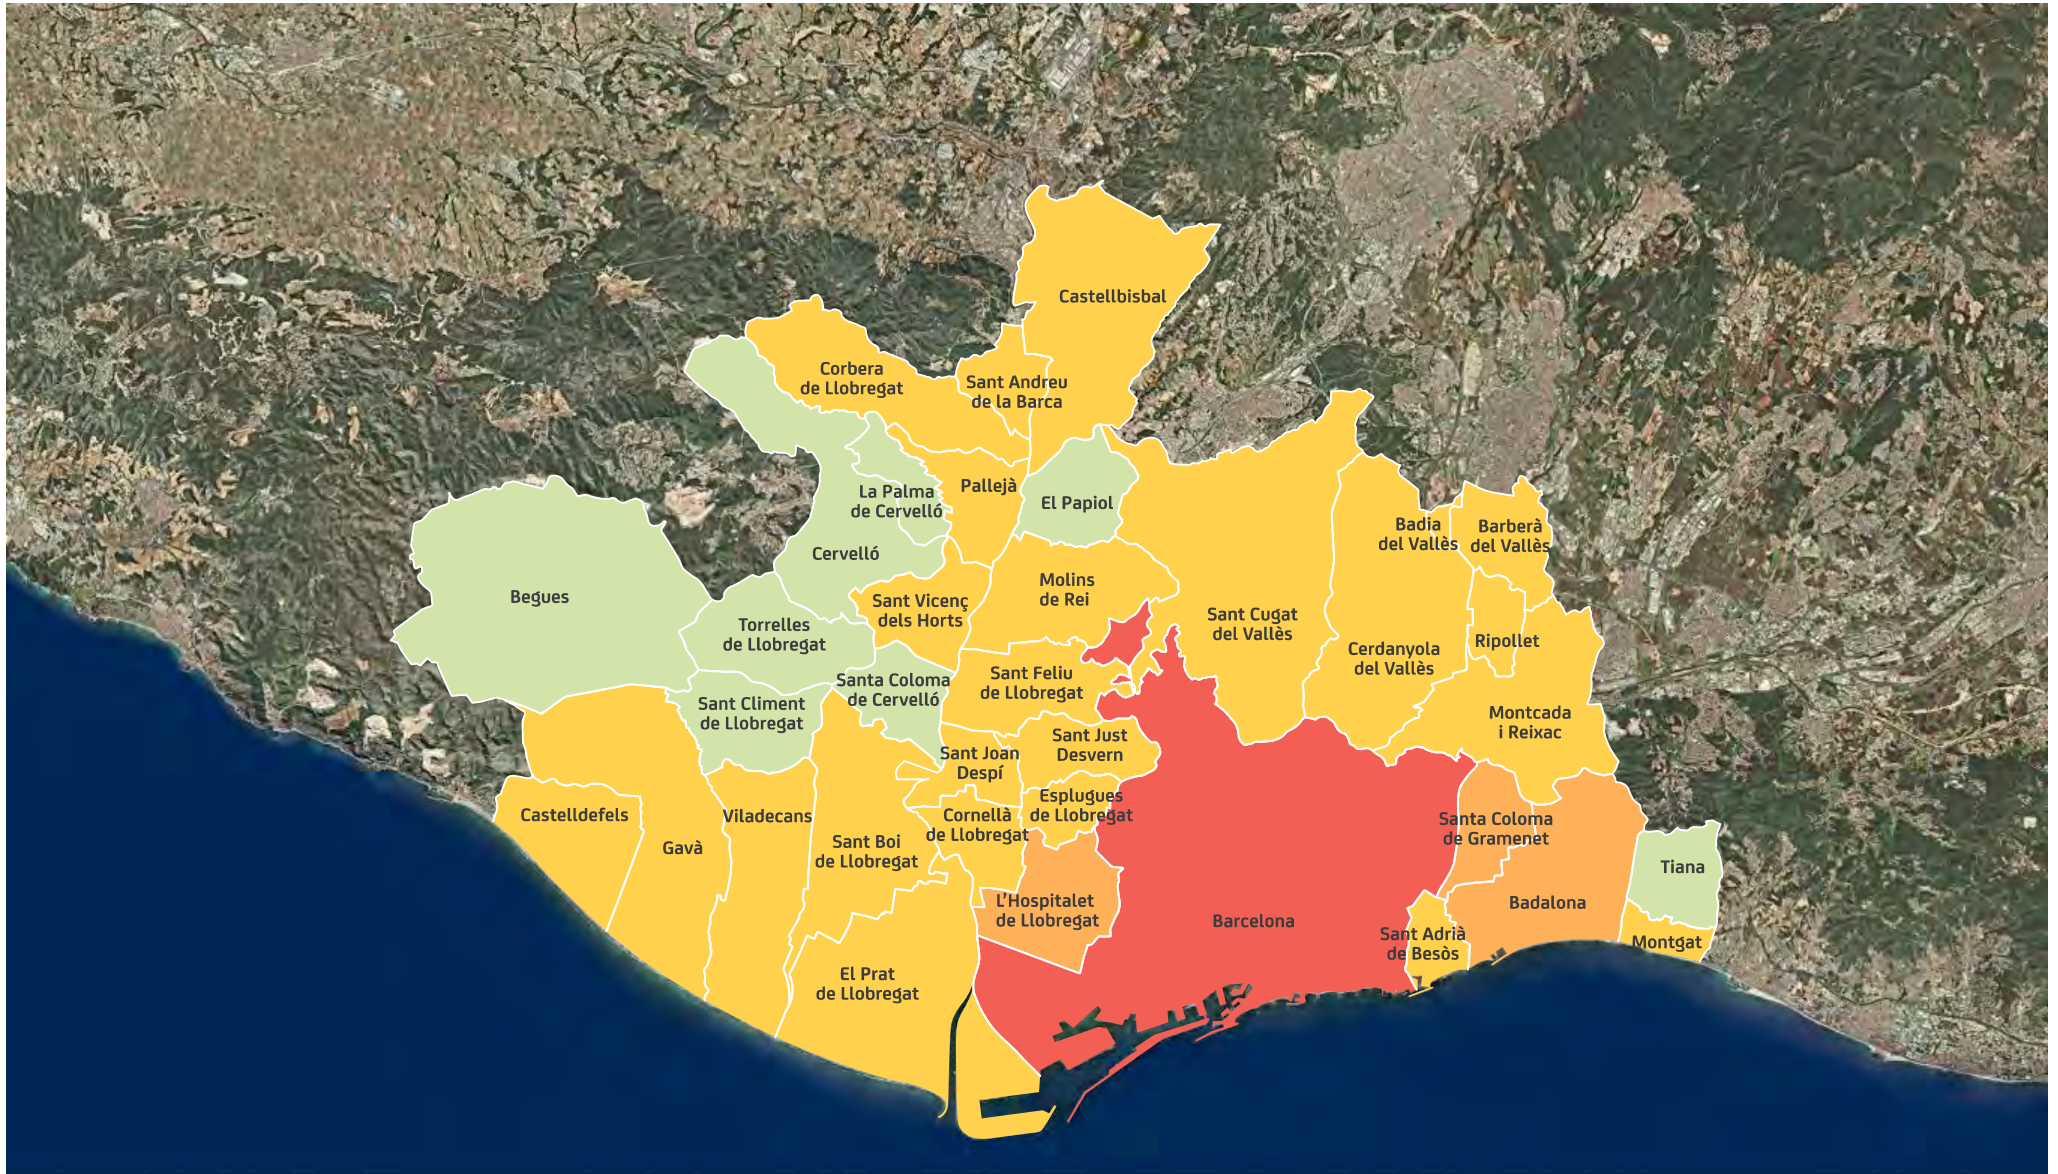 Castellbisbal
Corbera
de Llobregat
Sant Andreu
de la Barca
Pallejà
La Palma
de Cervelló
El Papiol
Cervelló
Badia
del Vallès
Barberà
del Vallès
Begues
Molins
de Rei
Sant Vicenç
dels Horts
Torrelles
de Llobregat
Sant Cugat
del Vallès
Cerdanyola
del Vallès
Ripollet
Sant Feliu
de Llobregat
Santa Coloma
de Cervelló
Sant Climent
de Llobregat
Montcada
i Reixac
Sant Just
Desvern
Sant Joan
Despí
Esplugues
de Llobregat
Castelldefels
Viladecans
Cornellà
de Llobregat
Santa Coloma
de Gramenet
Gavà
Sant Boi
de Llobregat
Tiana
L'Hospitalet
de Llobregat
Barcelona
Badalona
Sant Adrià
de Besòs
Montgat
El Prat
de Llobregat